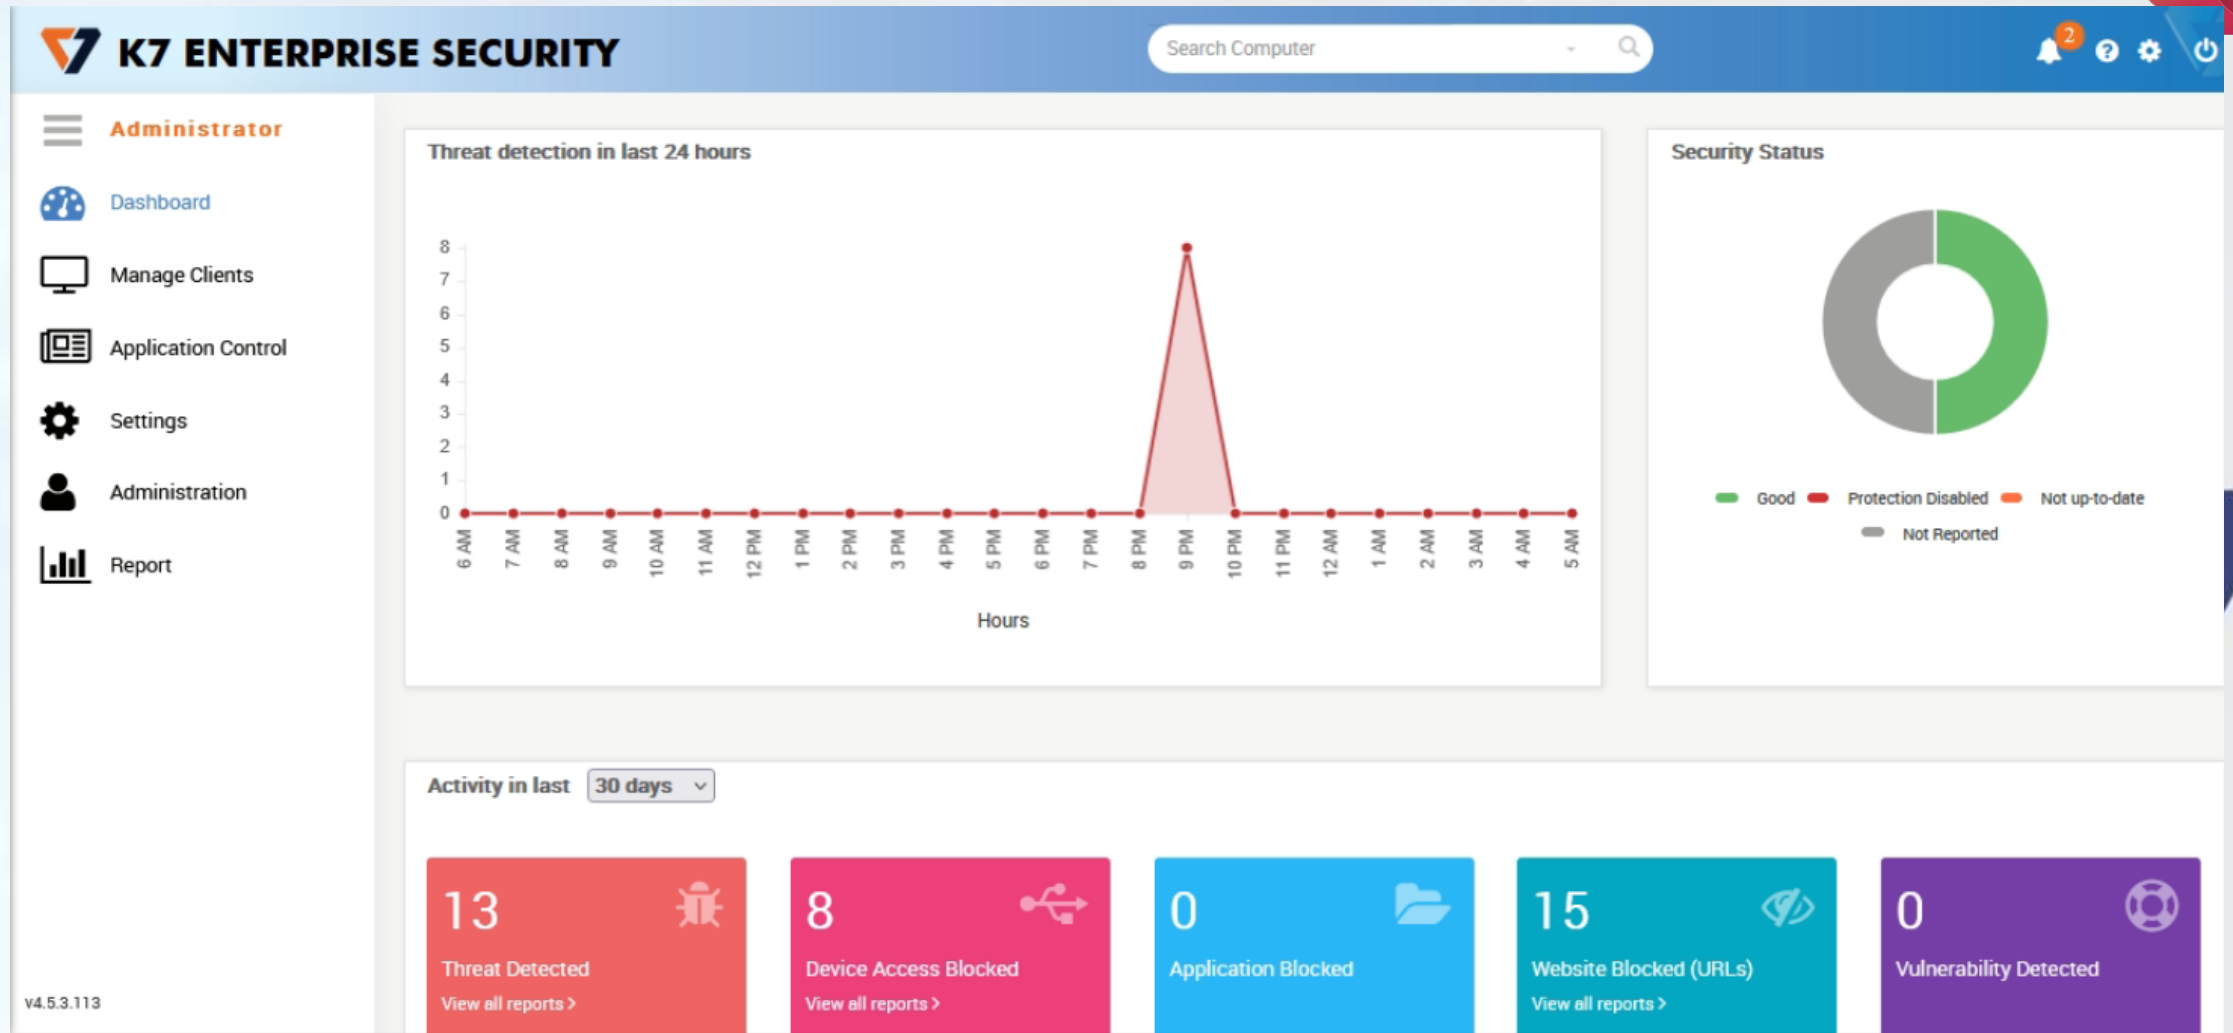 K7 ENTERPRISE SECURITY
Search Computer
2
Administrator
Dashboard
Manage Clients
Application Control
Settings
Administration
Report
v4.5.3.113
Threat detection in last 24 hours
8
7
6
5
4
3
2
1
0
6 AM
7 AM
8 AM
9 AM
10 AM
11 AM
12 PM
1 PM
2 PM
3 PM
4 PM
5 PM
6 PM
7 PM
8 PM
9 PM
10 PM
11 PM
12 AM
1 AM
2 AM
3 AM
4 AM
5 AM
Hours
Security Status
Good Protection Disabled Not up-to-date
Not Reported
Activity in last 30 days
13
Threat Detected
View all reports >
8
Device Access Blocked
View all reports >
0
Application Blocked
15
Website Blocked (URLs)
View all reports >
0
Vulnerability Detected